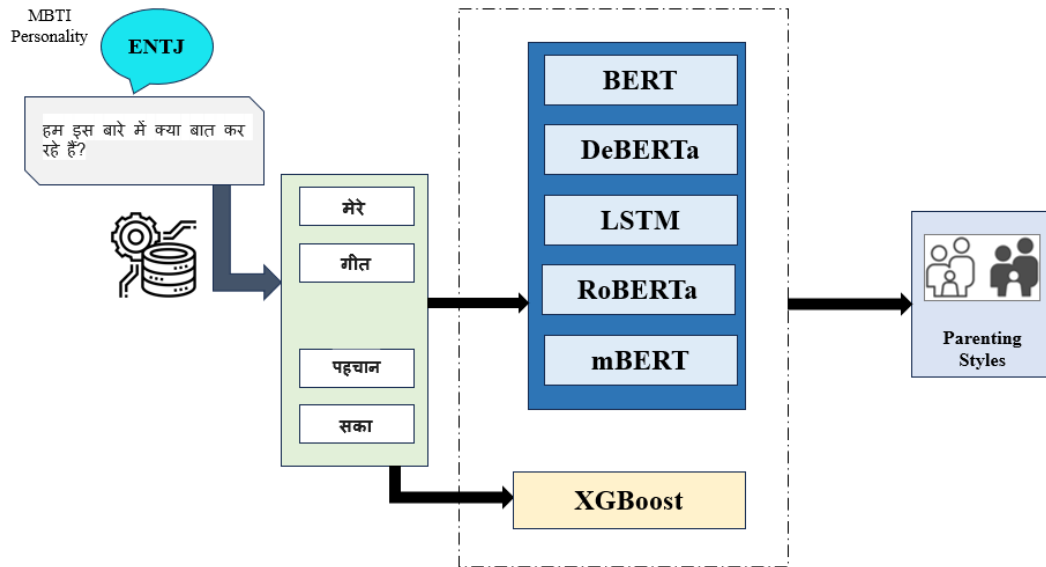 MBTI
Personality
ENTJ
हम इस बारे में क्या बात कर
रहे हैं?
मेरे
गीत
पहचान
सका
BERT
DeBERTa
LSTM
RoBERTa
mBERT
XGBoost
Parenting
Styles